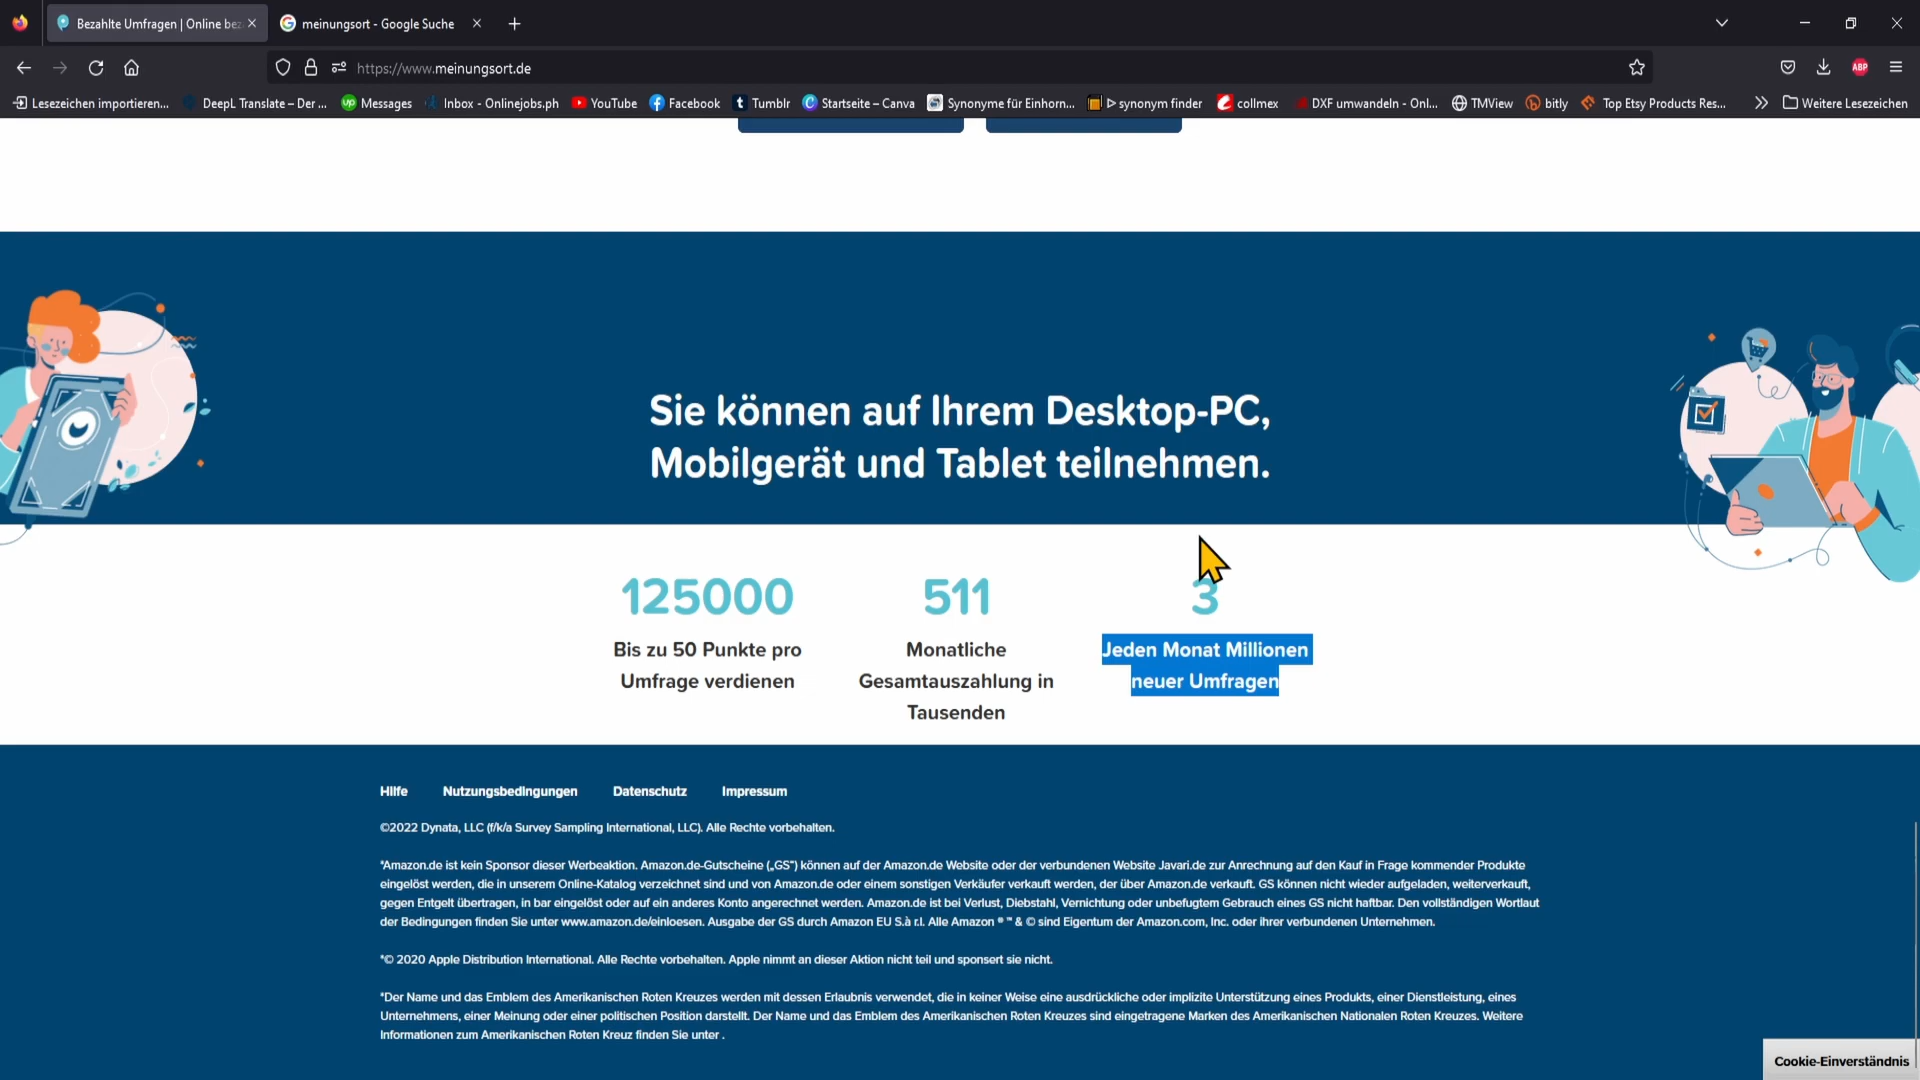 Bezahlte Umfragen | Online bez
meinungsort - Google Suche
https://www.meinungsort.de
ABP
Lesezeichen importieren...
DeepL Translate – Der ...
up Messages
Inbox - Onlinejobs.ph
YouTube
Facebook
t Tumblr
Startseite – Canva
Synonyme für Einhorn...
ᐅ synonym finder
collmex
DXF umwandeln - Onl...
TMView
bitly
Top Etsy Products Res...
Weitere Lesezeichen
Sie können auf Ihrem Desktop-PC,
Mobilgerät und Tablet teilnehmen.
125000
Bis zu 50 Punkte pro
Umfrage verdienen
511
Monatliche
Gesamtauszahlung in
Tausenden
3
Jeden Monat Millionen
neuer Umfragen
Hilfe
Nutzungsbedingungen
Datenschutz
Impressum
©2022 Dynata, LLC (f/k/a Survey Sampling International, LLC). Alle Rechte vorbehalten.
*Amazon.de ist kein Sponsor dieser Werbeaktion. Amazon.de-Gutscheine („GS“) können auf der Amazon.de Website oder der verbundenen Website Javari.de zur Anrechnung auf den Kauf in Frage kommender Produkte
eingelöst werden, die in unserem Online-Katalog verzeichnet sind und von Amazon.de oder einem sonstigen Verkäufer verkauft werden, der über Amazon.de verkauft. GS können nicht wieder aufgeladen, weiterverkauft,
gegen Entgelt übertragen, in bar eingelöst oder auf ein anderes Konto angerechnet werden. Amazon.de ist bei Verlust, Diebstahl, Vernichtung oder unbefugtem Gebrauch eines GS nicht haftbar. Den vollständigen Wortlaut
der Bedingungen finden Sie unter www.amazon.de/einloesen. Ausgabe der GS durch Amazon EU S.à r.l. Alle Amazon ® ™ & © sind Eigentum der Amazon.com, Inc. oder ihrer verbundenen Unternehmen.
*© 2020 Apple Distribution International. Alle Rechte vorbehalten. Apple nimmt an dieser Aktion nicht teil und sponsert sie nicht.
*Der Name und das Emblem des Amerikanischen Roten Kreuzes werden mit dessen Erlaubnis verwendet, die in keiner Weise eine ausdrückliche oder implizite Unterstützung eines Produkts, einer Dienstleistung, eines
Unternehmens, einer Meinung oder einer politischen Position darstellt. Der Name und das Emblem des Amerikanischen Roten Kreuzes sind eingetragene Marken des Amerikanischen Nationalen Roten Kreuzes. Weitere
Informationen zum Amerikanischen Roten Kreuz finden Sie unter .
Cookie-Einverständnis